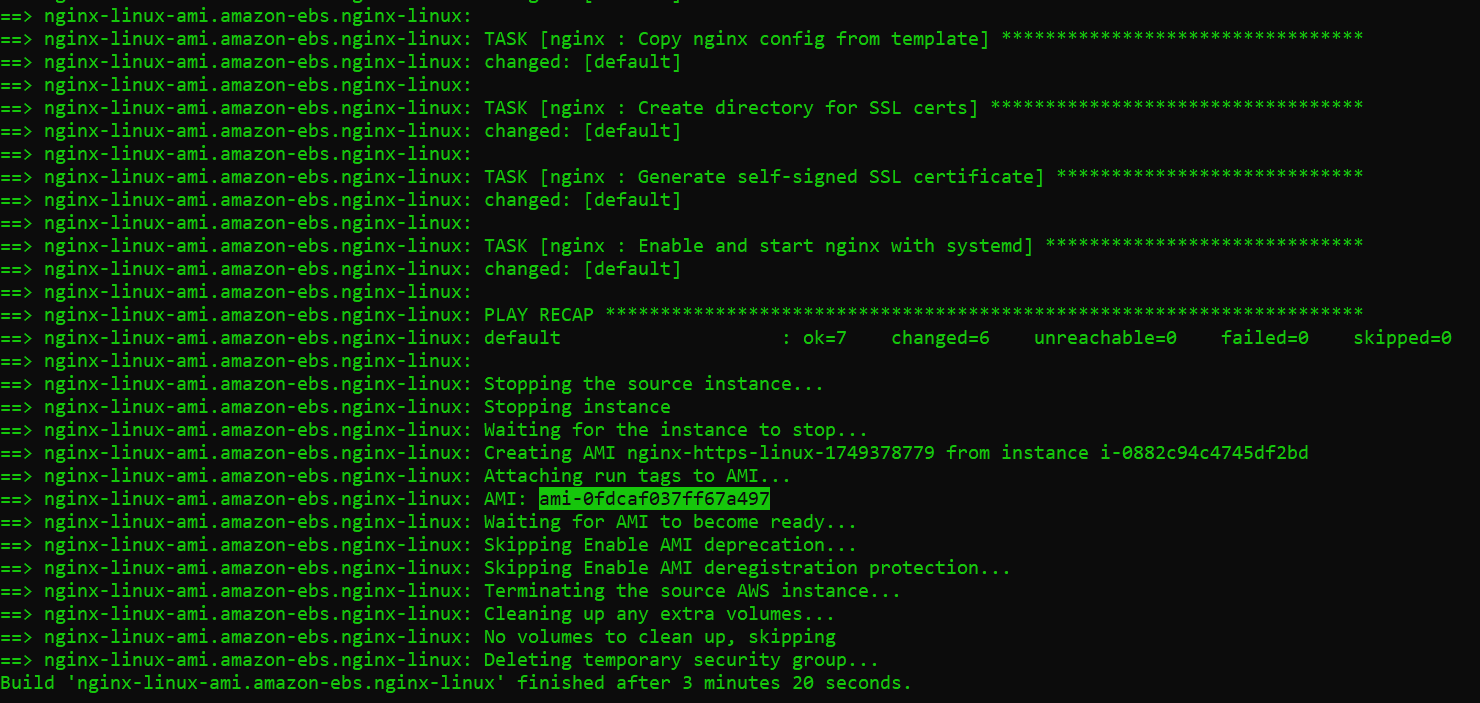 ==> nginx-linux-ami.amazon-ebs.nginx-linux:
==> nginx-linux-ami.amazon-ebs.nginx-linux: TASK [nginx : Copy nginx config from template] *********************************
==> nginx-linux-ami.amazon-ebs.nginx-linux: changed: [default]
==> nginx-linux-ami.amazon-ebs.nginx-linux:
==> nginx-linux-ami.amazon-ebs.nginx-linux: TASK [nginx : Create directory for SSL certs] **********************************
==> nginx-linux-ami.amazon-ebs.nginx-linux: changed: [default]
==> nginx-linux-ami.amazon-ebs.nginx-linux:
==> nginx-linux-ami.amazon-ebs.nginx-linux: TASK [nginx : Generate self-signed SSL certificate] ****************************
==> nginx-linux-ami.amazon-ebs.nginx-linux: changed: [default]
==> nginx-linux-ami.amazon-ebs.nginx-linux:
==> nginx-linux-ami.amazon-ebs.nginx-linux: TASK [nginx : Enable and start nginx with systemd] *****************************
==> nginx-linux-ami.amazon-ebs.nginx-linux: changed: [default]
==> nginx-linux-ami.amazon-ebs.nginx-linux:
==> nginx-linux-ami.amazon-ebs.nginx-linux: PLAY RECAP *********************************************************************
==> nginx-linux-ami.amazon-ebs.nginx-linux: default                    : ok=7    changed=6    unreachable=0    failed=0    skipped=0
==> nginx-linux-ami.amazon-ebs.nginx-linux:
==> nginx-linux-ami.amazon-ebs.nginx-linux: Stopping the source instance...
==> nginx-linux-ami.amazon-ebs.nginx-linux: Stopping instance
==> nginx-linux-ami.amazon-ebs.nginx-linux: Waiting for the instance to stop...
==> nginx-linux-ami.amazon-ebs.nginx-linux: Creating AMI nginx-https-linux-1749378779 from instance i-0882c94c4745df2bd
==> nginx-linux-ami.amazon-ebs.nginx-linux: Attaching run tags to AMI...
==> nginx-linux-ami.amazon-ebs.nginx-linux: AMI: ami-0fdcaf037ff67a497
==> nginx-linux-ami.amazon-ebs.nginx-linux: Waiting for AMI to become ready...
==> nginx-linux-ami.amazon-ebs.nginx-linux: Skipping Enable AMI deprecation...
==> nginx-linux-ami.amazon-ebs.nginx-linux: Skipping Enable AMI deregistration protection...
==> nginx-linux-ami.amazon-ebs.nginx-linux: Terminating the source AWS instance...
==> nginx-linux-ami.amazon-ebs.nginx-linux: Cleaning up any extra volumes...
==> nginx-linux-ami.amazon-ebs.nginx-linux: No volumes to clean up, skipping
==> nginx-linux-ami.amazon-ebs.nginx-linux: Deleting temporary security group...
Build 'nginx-linux-ami.amazon-ebs.nginx-linux' finished after 3 minutes 20 seconds.